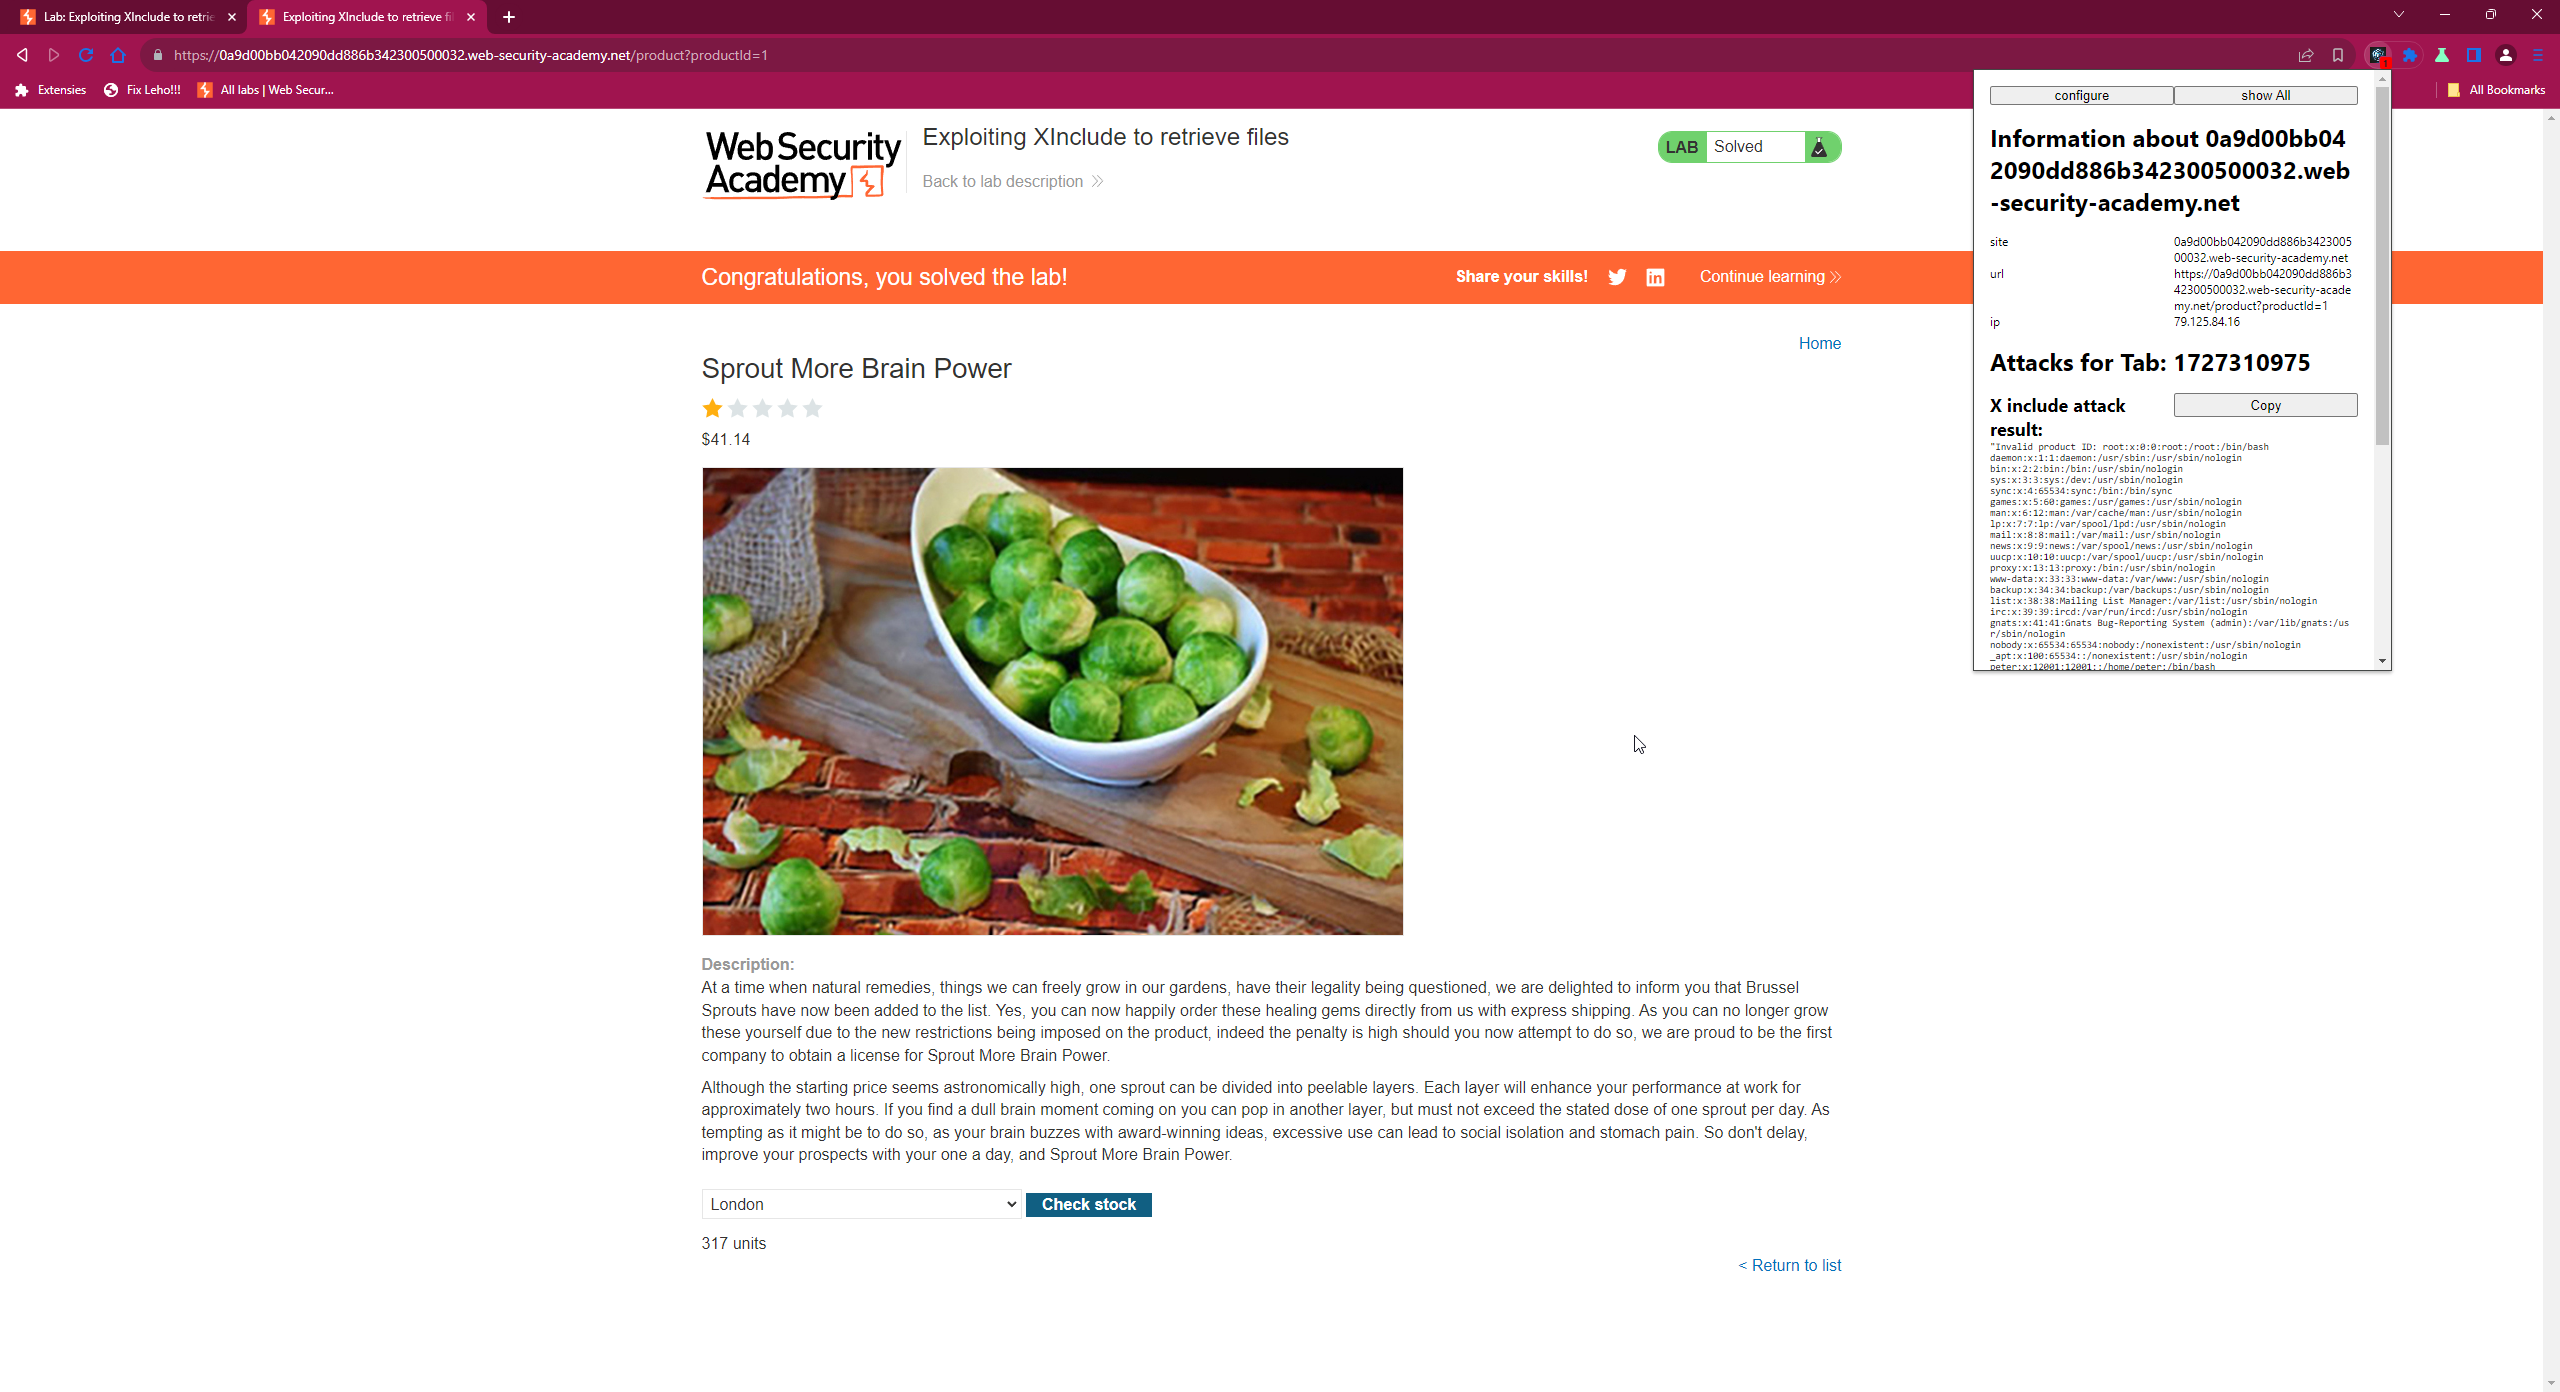 Lab: Exploiting XInclude to retrie
Exploiting XInclude to retrieve fi
https://0a9d00bb042090dd886b342300500032.web-security-academy.net/product?productId=1
Extensies
Fix Leho!!!
All labs | Web Secur...
All Bookmarks
Web Security
Academy
Exploiting XInclude to retrieve files
Back to lab description
LAB Solved
Congratulations, you solved the lab!
Share your skills!
Continue learning
Home
Sprout More Brain Power
$41.14
Description:
At a time when natural remedies, things we can freely grow in our gardens, have their legality being questioned, we are delighted to inform you that Brussel
Sprouts have now been added to the list. Yes, you can now happily order these healing gems directly from us with express shipping. As you can no longer grow
these yourself due to the new restrictions being imposed on the product, indeed the penalty is high should you now attempt to do so, we are proud to be the first
company to obtain a license for Sprout More Brain Power.
Although the starting price seems astronomically high, one sprout can be divided into peelable layers. Each layer will enhance your performance at work for
approximately two hours. If you find a dull brain moment coming on you can pop in another layer, but must not exceed the stated dose of one sprout per day. As
tempting as it might be to do so, as your brain buzzes with award-winning ideas, excessive use can lead to social isolation and stomach pain. So don't delay,
improve your prospects with your one a day, and Sprout More Brain Power.
London
Check stock
317 units
< Return to list
configure
show All
Information about 0a9d00bb04
2090dd886b342300500032.web
-security-academy.net
site
0a9d00bb042090dd886b3423005
00032.web-security-academy.net
url
https://0a9d00bb042090dd886b3
42300500032.web-security-acade
my.net/product?productId=1
ip
79.125.84.16
Attacks for Tab: 1727310975
X include attack
result:
Copy
"Invalid product ID: root:x:0:0:root:/root:/bin/bash
daemon:x:1:1:daemon:/usr/sbin:/usr/sbin/nologin
bin:x:2:2:bin:/bin:/usr/sbin/nologin
sys:x:3:3:sys:/dev:/usr/sbin/nologin
sync:x:4:65534:sync:/bin:/bin/sync
games:x:5:60:games:/usr/games:/usr/sbin/nologin
man:x:6:12:man:/var/cache/man:/usr/sbin/nologin
lp:x:7:7:lp:/var/spool/lpd:/usr/sbin/nologin
mail:x:8:8:mail:/var/mail:/usr/sbin/nologin
news:x:9:9:news:/var/spool/news:/usr/sbin/nologin
uucp:x:10:10:uucp:/var/spool/uucp:/usr/sbin/nologin
proxy:x:13:13:proxy:/bin:/usr/sbin/nologin
www-data:x:33:33:www-data:/var/www:/usr/sbin/nologin
backup:x:34:34:backup:/var/backups:/usr/sbin/nologin
list:x:38:38:Mailing List Manager:/var/list:/usr/sbin/nologin
irc:x:39:39:ircd:/var/run/ircd:/usr/sbin/nologin
gnats:x:41:41:Gnats Bug-Reporting System (admin):/var/lib/gnats:/us
r/sbin/nologin
nobody:x:65534:65534:nobody:/nonexistent:/usr/sbin/nologin
_apt:x:100:65534::/nonexistent:/usr/sbin/nologin
peter:x:12001:12001::/home/peter:/bin/bash